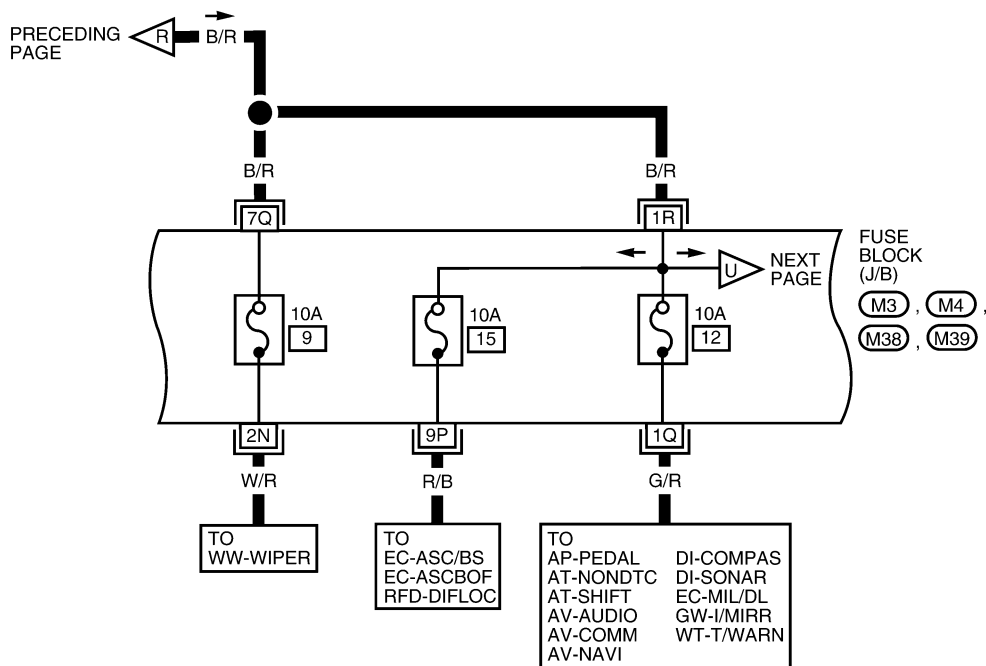 PRECEDING
PAGE
R
B/R
B/R
B/R
7Q
1R
U
NEXT
PAGE
FUSE
BLOCK
(J/B)
M3 , M4 ,
M38 , M39
10A
9
10A
15
10A
12
2N
9P
1Q
W/R
R/B
G/R
TO
WW-WIPER
TO
EC-ASC/BS
EC-ASCBOF
RFD-DIFLOC
TO
AP-PEDAL
AT-NONDTC
AT-SHIFT
AV-AUDIO
AV-COMM
AV-NAVI
DI-COMPAS
DI-SONAR
EC-MIL/DL
GW-I/MIRR
WT-T/WARN